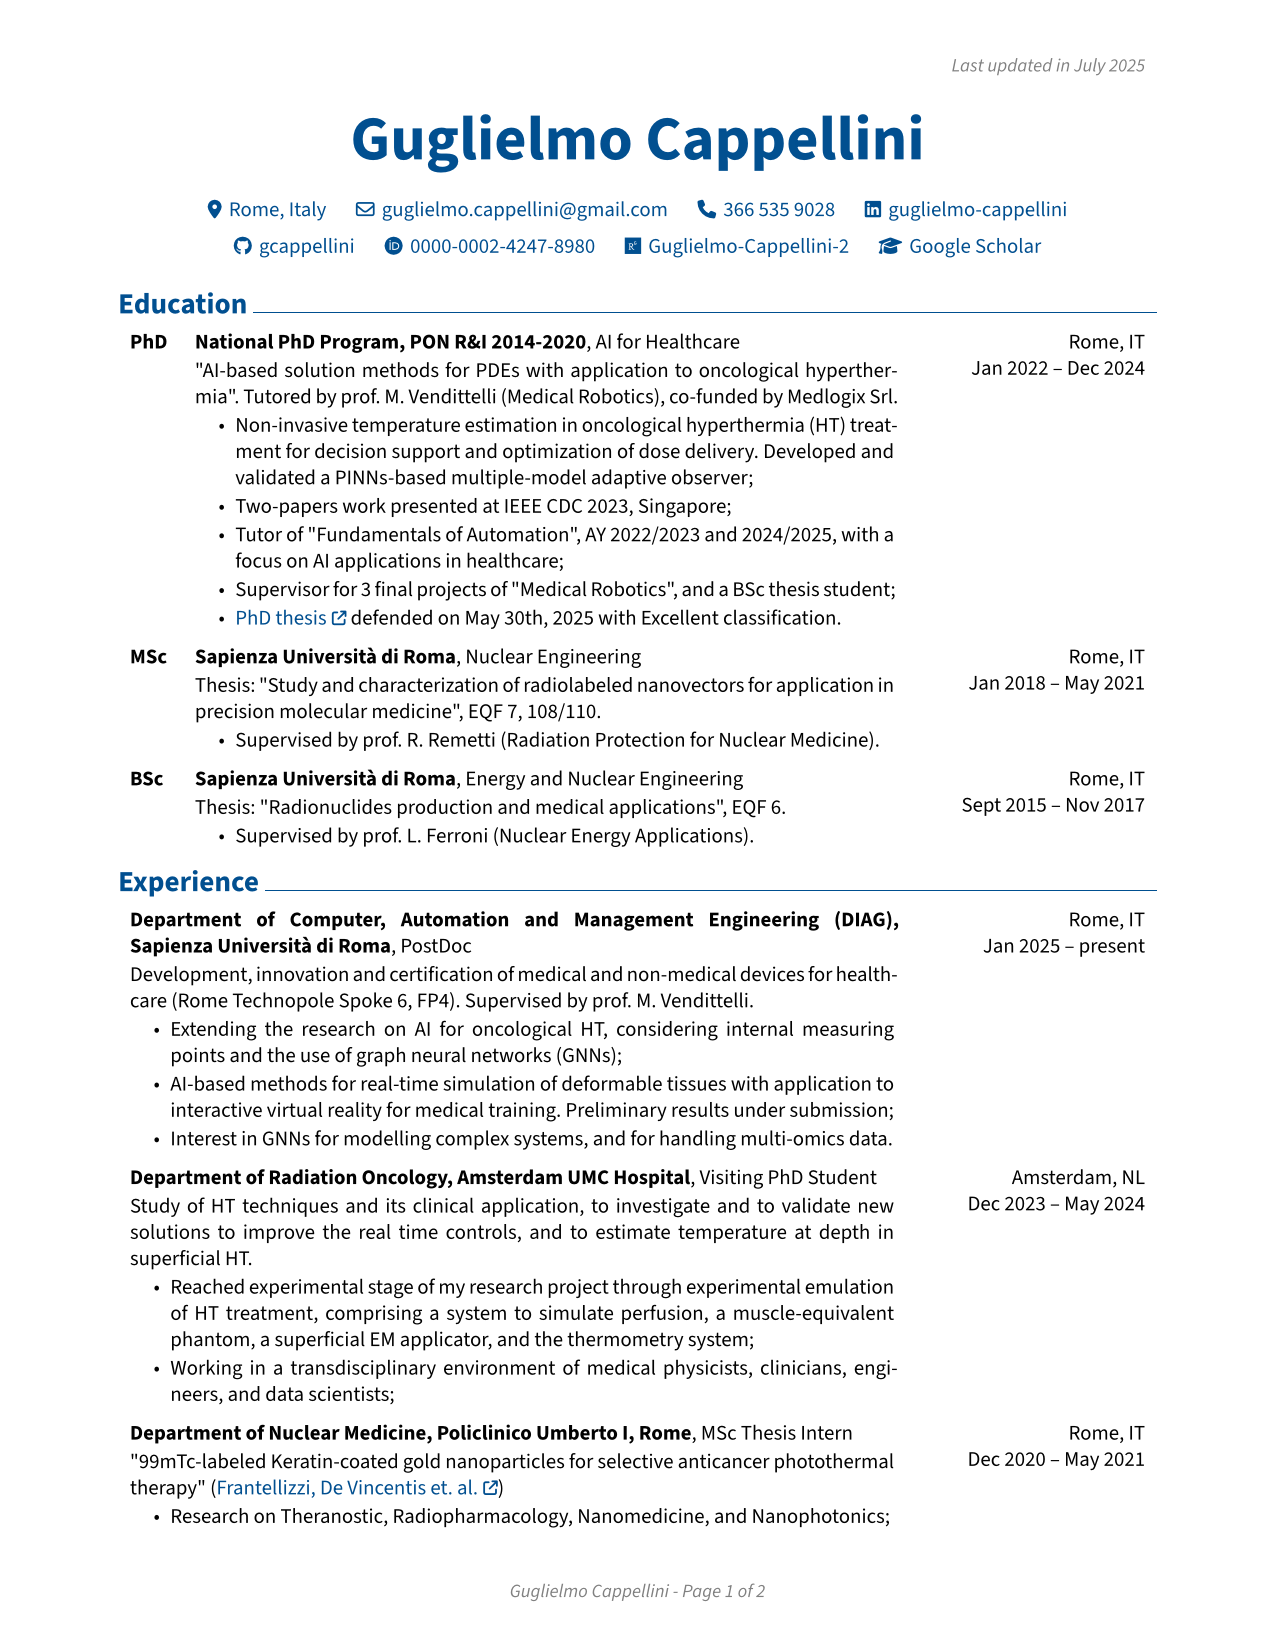 Last updated in July 2025
Guglielmo Cappellini
Rome, Italy guglielmo.cappellini@gmail.com 366 535 9028 guglielmo-cappellini
gcappellini 0000-0002-4247-8980 Guglielmo-Cappellini-2 Google Scholar
Education
PhD National PhD Program, PON R&I 2014-2020, AI for Healthcare Rome, IT
"AI-based solution methods for PDEs with application to oncological hyperther- Jan 2022 – Dec 2024
mia". Tutored by prof. M. Vendittelli (Medical Robotics), co-funded by Medlogix Srl.
• Non-invasive temperature estimation in oncological hyperthermia (HT) treat-
ment for decision support and optimization of dose delivery. Developed and
validated a PINNs-based multiple-model adaptive observer;
• Two-papers work presented at IEEE CDC 2023, Singapore;
• Tutor of "Fundamentals of Automation", AY 2022/2023 and 2024/2025, with a
focus on AI applications in healthcare;
• Supervisor for 3 final projects of "Medical Robotics", and a BSc thesis student;
• PhD thesis defended on May 30th, 2025 with Excellent classification.
MSc Sapienza Università di Roma, Nuclear Engineering Rome, IT
Thesis: "Study and characterization of radiolabeled nanovectors for application in Jan 2018 – May 2021
precision molecular medicine", EQF 7, 108/110.
• Supervised by prof. R. Remetti (Radiation Protection for Nuclear Medicine).
BSc Sapienza Università di Roma, Energy and Nuclear Engineering Rome, IT
Thesis: "Radionuclides production and medical applications", EQF 6. Sept 2015 – Nov 2017
• Supervised by prof. L. Ferroni (Nuclear Energy Applications).
Experience
Department of Computer, Automation and Management Engineering (DIAG), Rome, IT
Sapienza Università di Roma, PostDoc Jan 2025 – present
Development, innovation and certification of medical and non-medical devices for health-
care (Rome Technopole Spoke 6, FP4). Supervised by prof. M. Vendittelli.
• Extending the research on AI for oncological HT, considering internal measuring
points and the use of graph neural networks (GNNs);
• AI-based methods for real-time simulation of deformable tissues with application to
interactive virtual reality for medical training. Preliminary results under submission;
• Interest in GNNs for modelling complex systems, and for handling multi-omics data.
Department of Radiation Oncology, Amsterdam UMC Hospital, Visiting PhD Student Amsterdam, NL
Study of HT techniques and its clinical application, to investigate and to validate new Dec 2023 – May 2024
solutions to improve the real time controls, and to estimate temperature at depth in
superficial HT.
• Reached experimental stage of my research project through experimental emulation
of HT treatment, comprising a system to simulate perfusion, a muscle-equivalent
phantom, a superficial EM applicator, and the thermometry system;
• Working in a transdisciplinary environment of medical physicists, clinicians, engi-
neers, and data scientists;
Department of Nuclear Medicine, Policlinico Umberto I, Rome, MSc Thesis Intern Rome, IT
"99mTc-labeled Keratin-coated gold nanoparticles for selective anticancer photothermal Dec 2020 – May 2021
therapy" (Frantellizzi, De Vincentis et. al. )
• Research on Theranostic, Radiopharmacology, Nanomedicine, and Nanophotonics;
Guglielmo Cappellini - Page 1 of 2